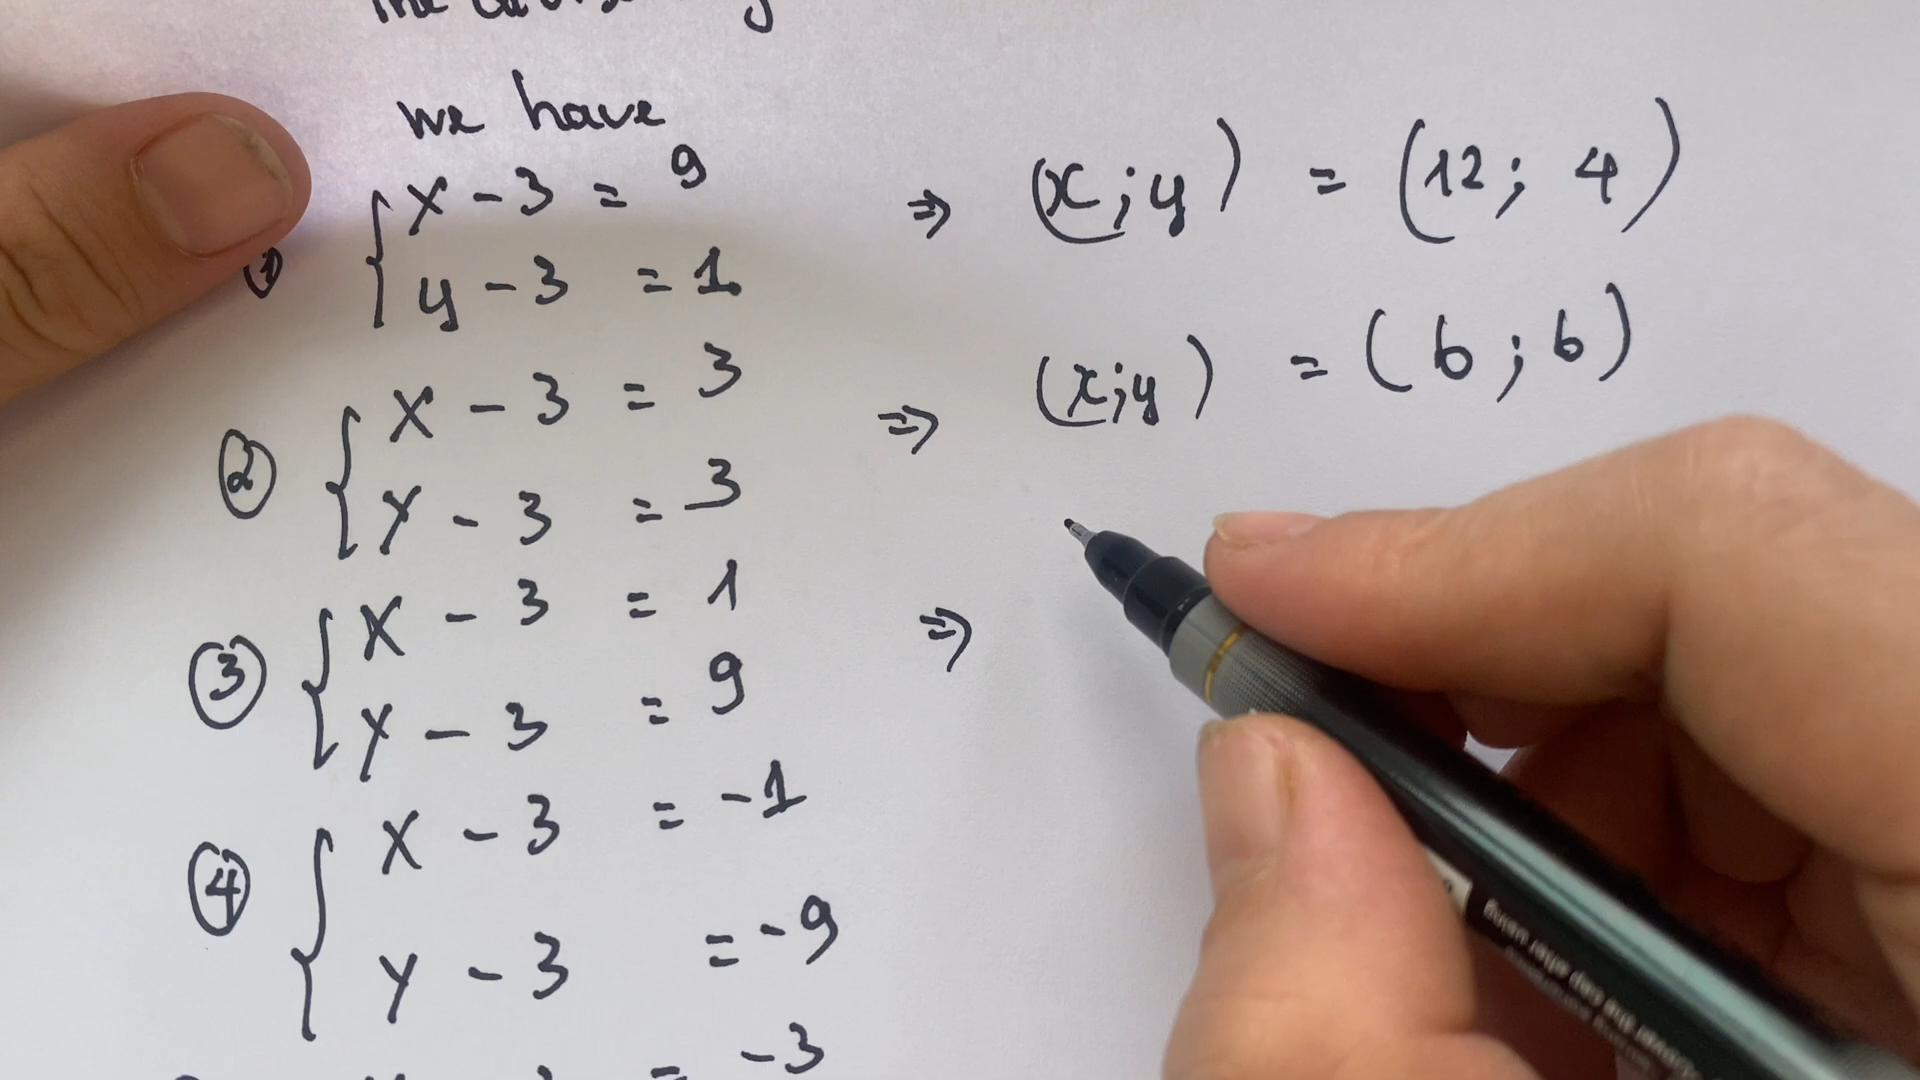 we have
① { x - 3 = 9 ⇒ (x;y) = (12; 4)
y - 3 = 1
② { x - 3 = 3 ⇒ (x;y) = (6;6)
y - 3 = 3
③ { x - 3 = 1 ⇒
y - 3 = 9
④ { x - 3 = -1
y - 3 = -9
= -3